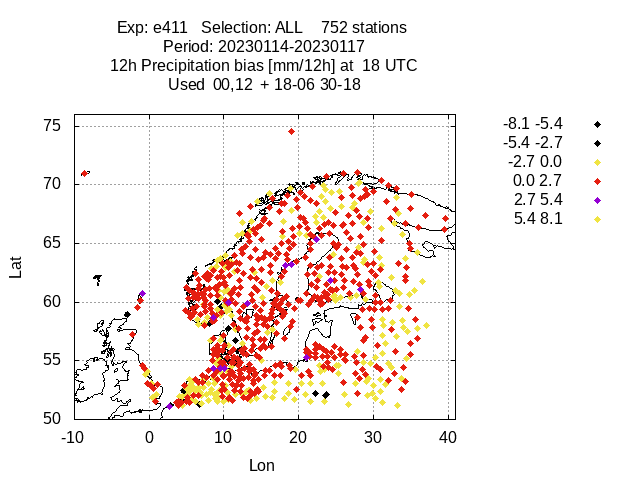 Exp: e411 Selection: ALL 752 stations
Period: 20230114-20230117
12h Precipitation bias [mm/12h] at 18 UTC
Used 00,12 + 18-06 30-18
75
70
65
60
55
50
-10 0 10 20 30 40
Lat
Lon
-8.1 -5.4
-5.4 -2.7
-2.7 0.0
0.0 2.7
2.7 5.4
5.4 8.1